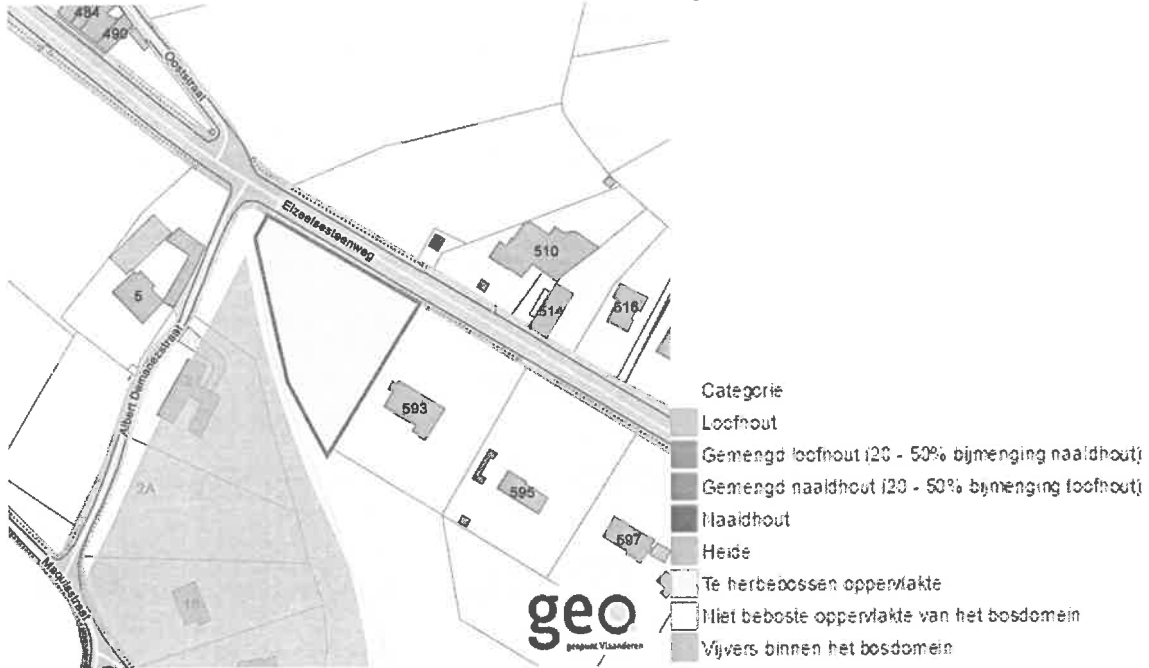 484
490
Ooststraat
Elzeelsesteenweg
510
5
514
516
Albert Demanezstraat
593
2A
595
597
Maquisstraat
geo
geopunt Vlaanderen
Categorie
Loofhout
Gemengd loofhout (20 - 50% bijmenging naaldhout)
Gemengd naaldhout (20 - 50% bijmenging loofhout)
Naaldhout
Heide
Te herbebossen oppervlakte
Niet beboste oppervlakte van het bosdomein
Vijvers binnen het bosdomein